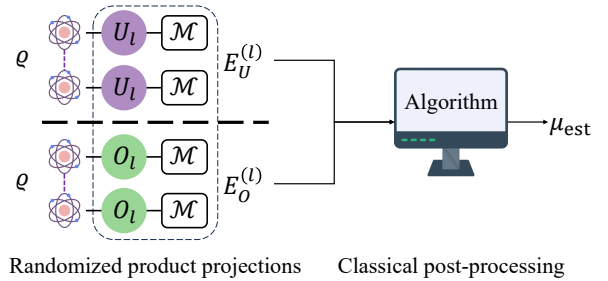 U_l ℳ
ϱ E_U^{(l)}
U_l ℳ
Algorithm μ_est
O_l ℳ
ϱ E_O^{(l)}
O_l ℳ
Randomized product projections Classical post-processing